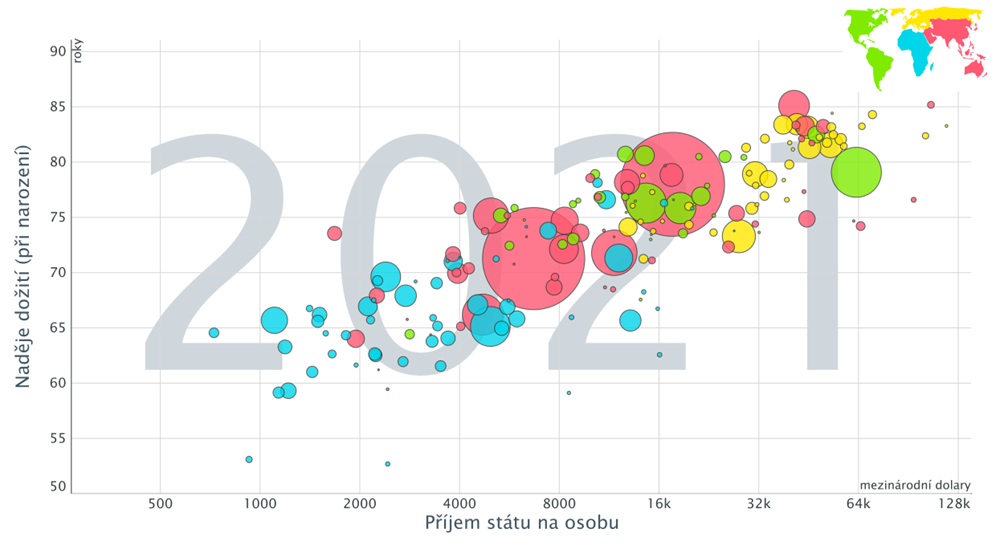 90
roky
85
80
75
70
65
60
55
50
Naděje dožití (při narození)
2021
mezinárodní dolary
500
1000
2000
4000
8000
16k
32k
64k
128k
Příjem státu na osobu